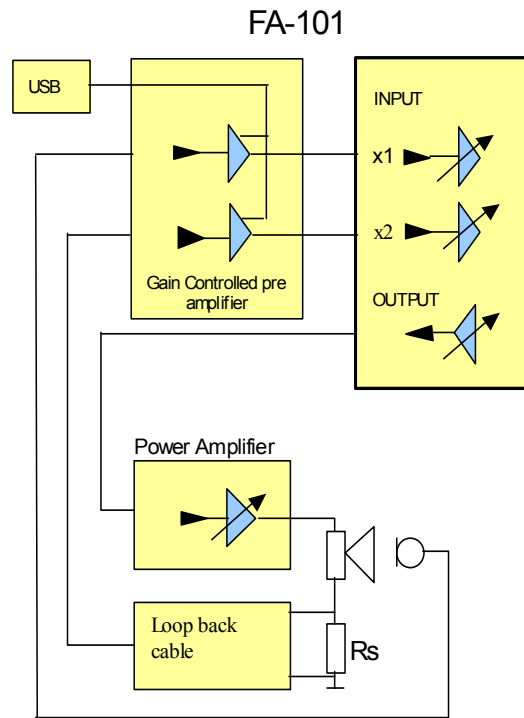 FA-101
USB
INPUT
x1
x2
Gain Controlled pre
amplifier
OUTPUT
Power Amplifier
Loop back
cable
Rs